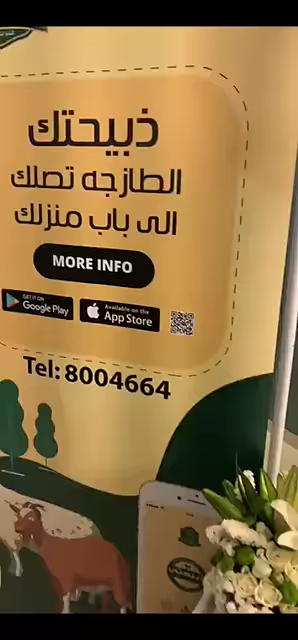 ذبيحتك
الطازجه تصلك
الى باب منزلك
MORE INFO
GET IT ON
Google Play
Available on the
App Store
Tel: 8004664